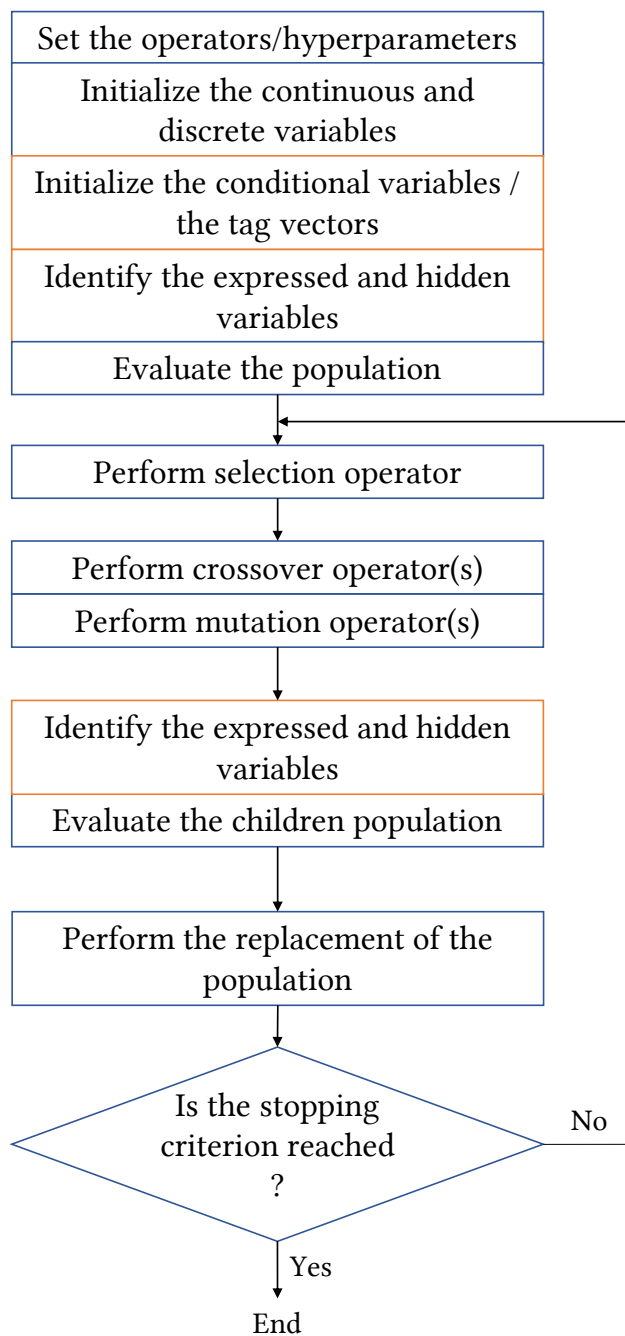 Set the operators/hyperparameters
Initialize the continuous and
discrete variables
Initialize the conditional variables /
the tag vectors
Identify the expressed and hidden
variables
Evaluate the population
Perform selection operator
Perform crossover operator(s)
Perform mutation operator(s)
Identify the expressed and hidden
variables
Evaluate the children population
Perform the replacement of the
population
Is the stopping
criterion reached
?
No
Yes
End